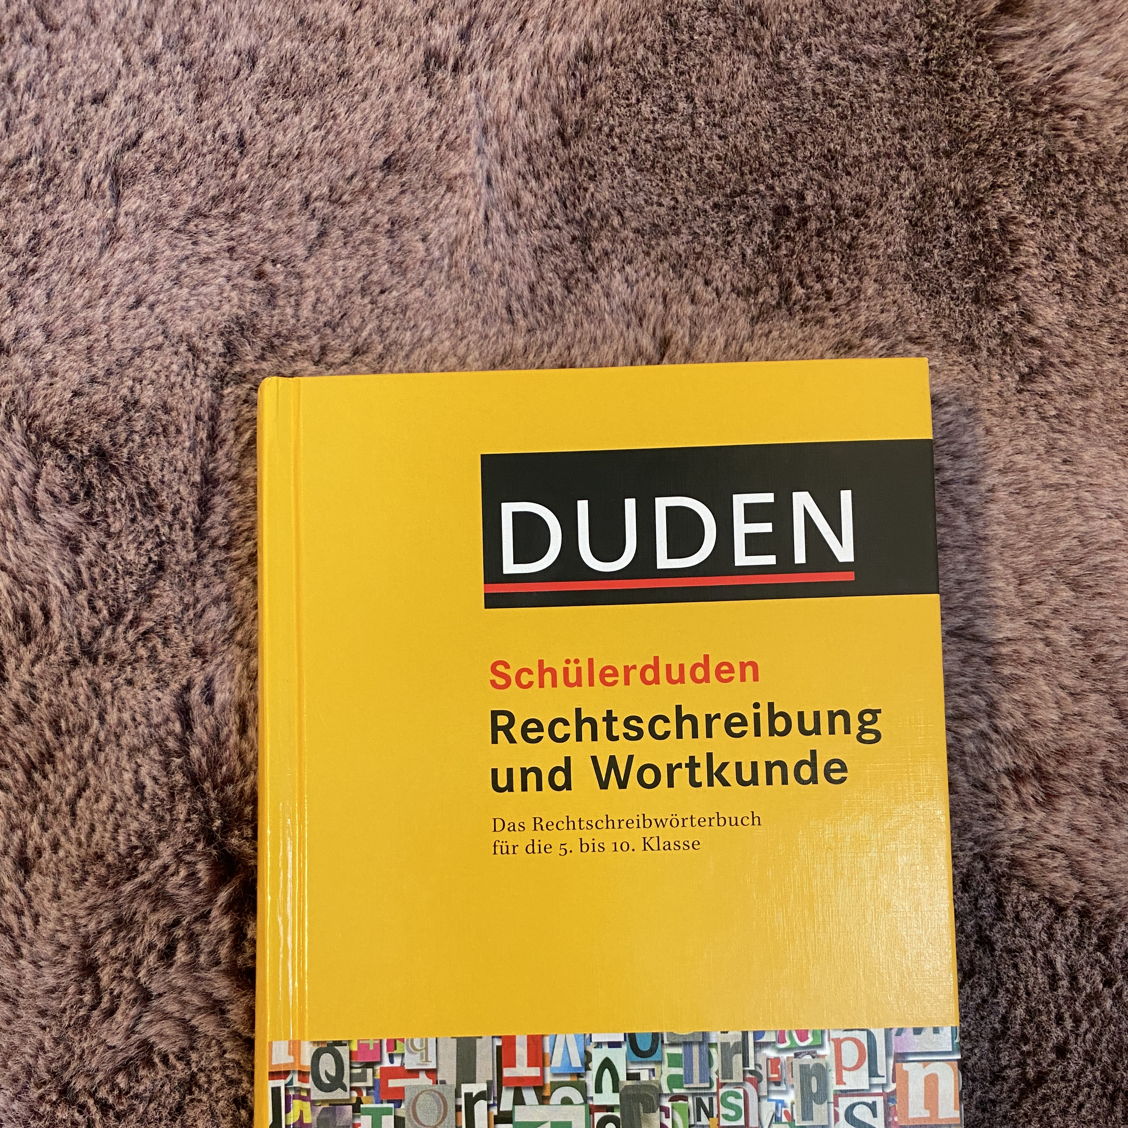 DUDEN
Schülerduden
Rechtschreibung
und Wortkunde
Das Rechtschreibwörterbuch
für die 5. bis 10. Klasse